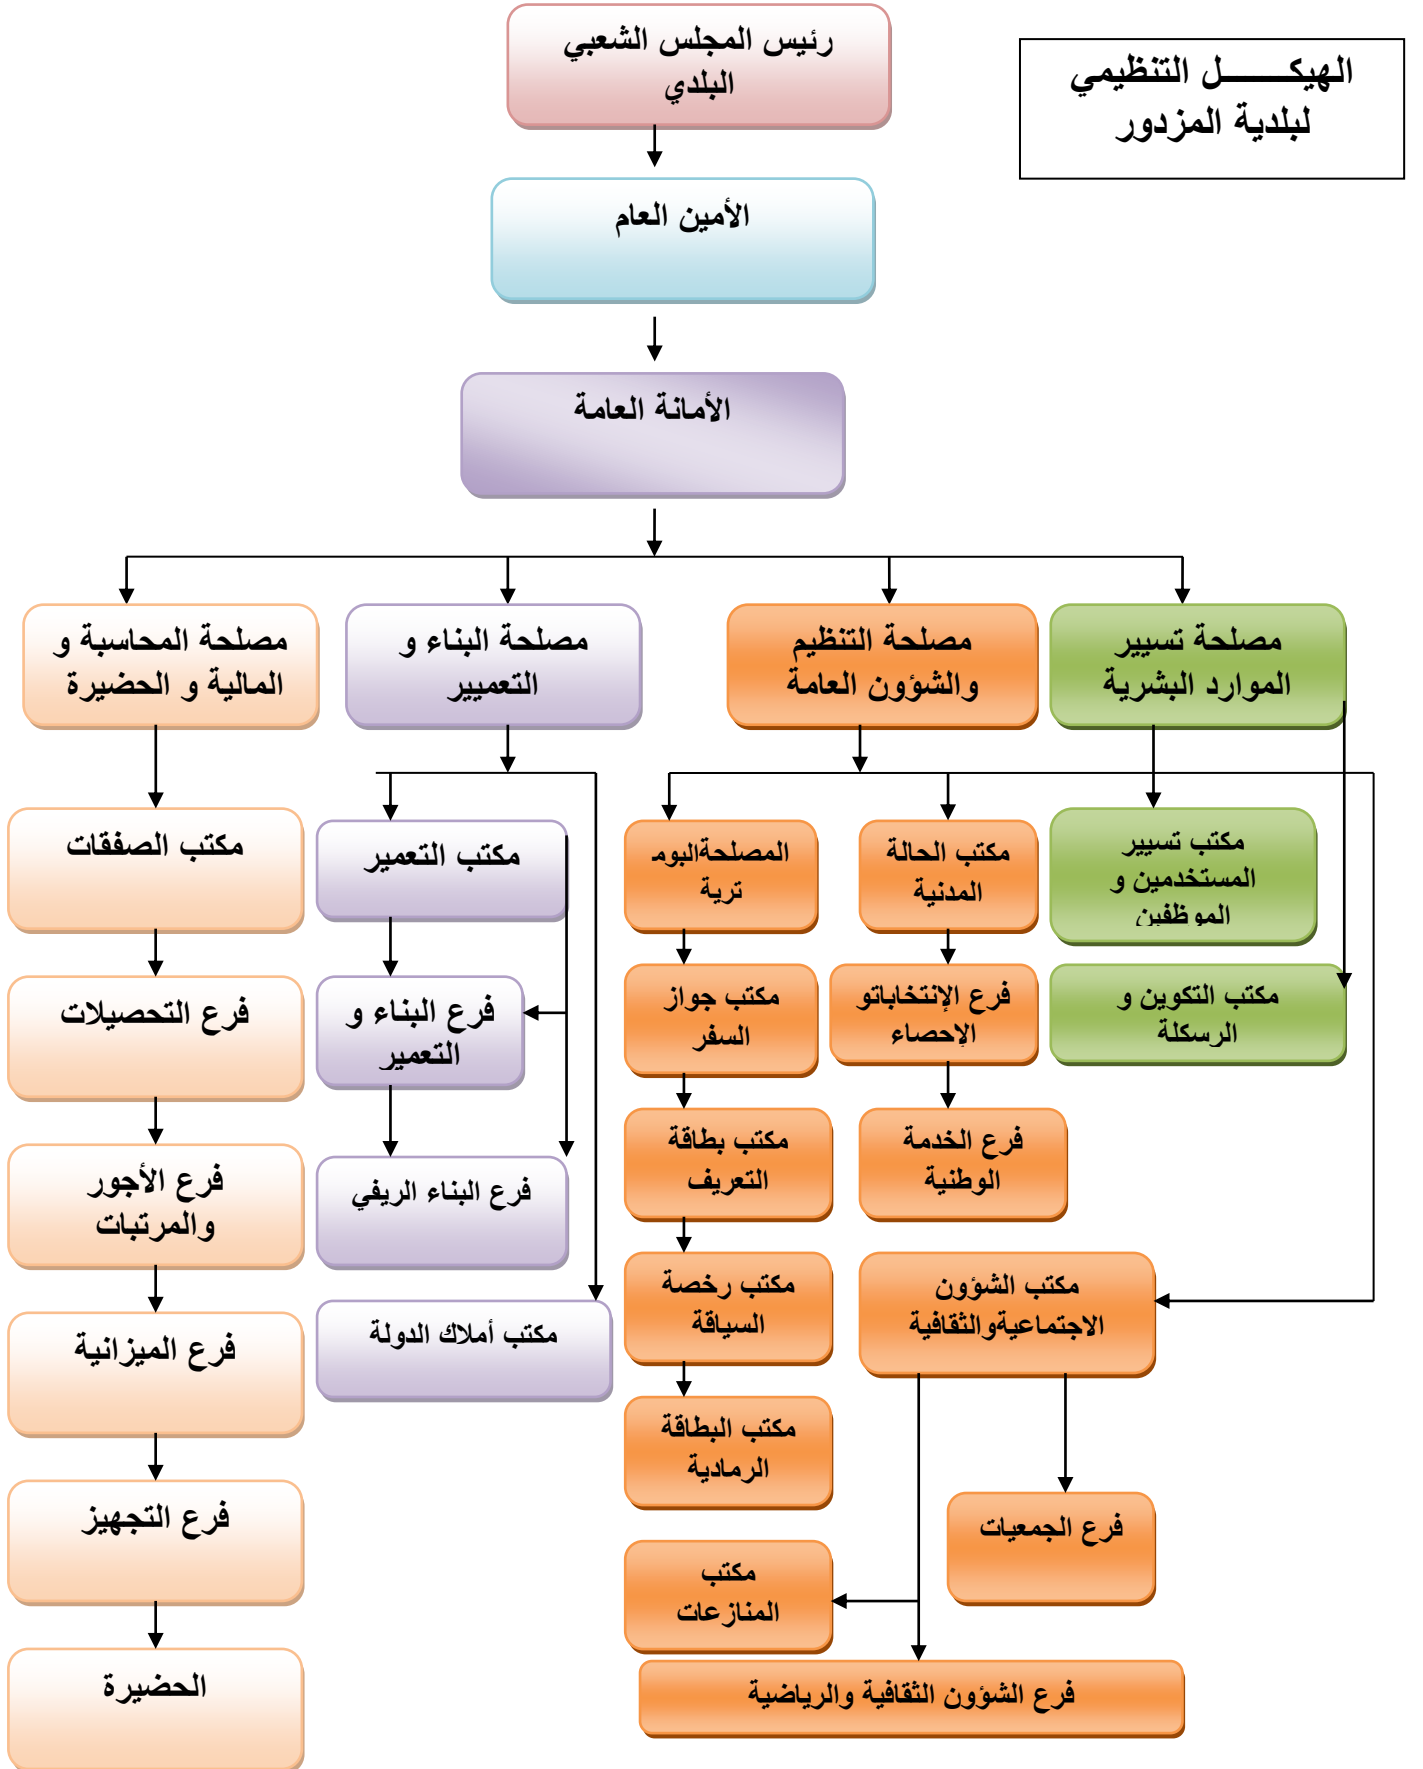 رئيس المجلس الشعبي
البلدي
الهيكـــــــل التنظيمي
لبلدية المزدور
الأمين العام
الأمانة العامة
مصلحة تسيير
الموارد البشرية
مصلحة التنظيم
والشؤون العامة
مصلحة البناء و
التعميير
مصلحة المحاسبة و
المالية و الحضيرة
مكتب تسيير
المستخدمين و
الموظفين
مكتب الحالة
المدنية
المصلحةالبومـ
ترية
مكتب التعمير
مكتب الصفقات
مكتب التكوين و
الرسكلة
فرع الإنتخاباتو
الإحصاء
مكتب جواز
السفر
فرع البناء و
التعمير
فرع التحصيلات
فرع الخدمة
الوطنية
مكتب بطاقة
التعريف
فرع البناء الريفي
فرع الأجور
والمرتبات
مكتب الشؤون
الاجتماعيةوالثقافية
مكتب رخصة
السياقة
مكتب أملاك الدولة
فرع الميزانية
مكتب البطاقة
الرمادية
فرع الجمعيات
فرع التجهيز
مكتب
المنازعات
فرع الشؤون الثقافية والرياضية
الحضيرة